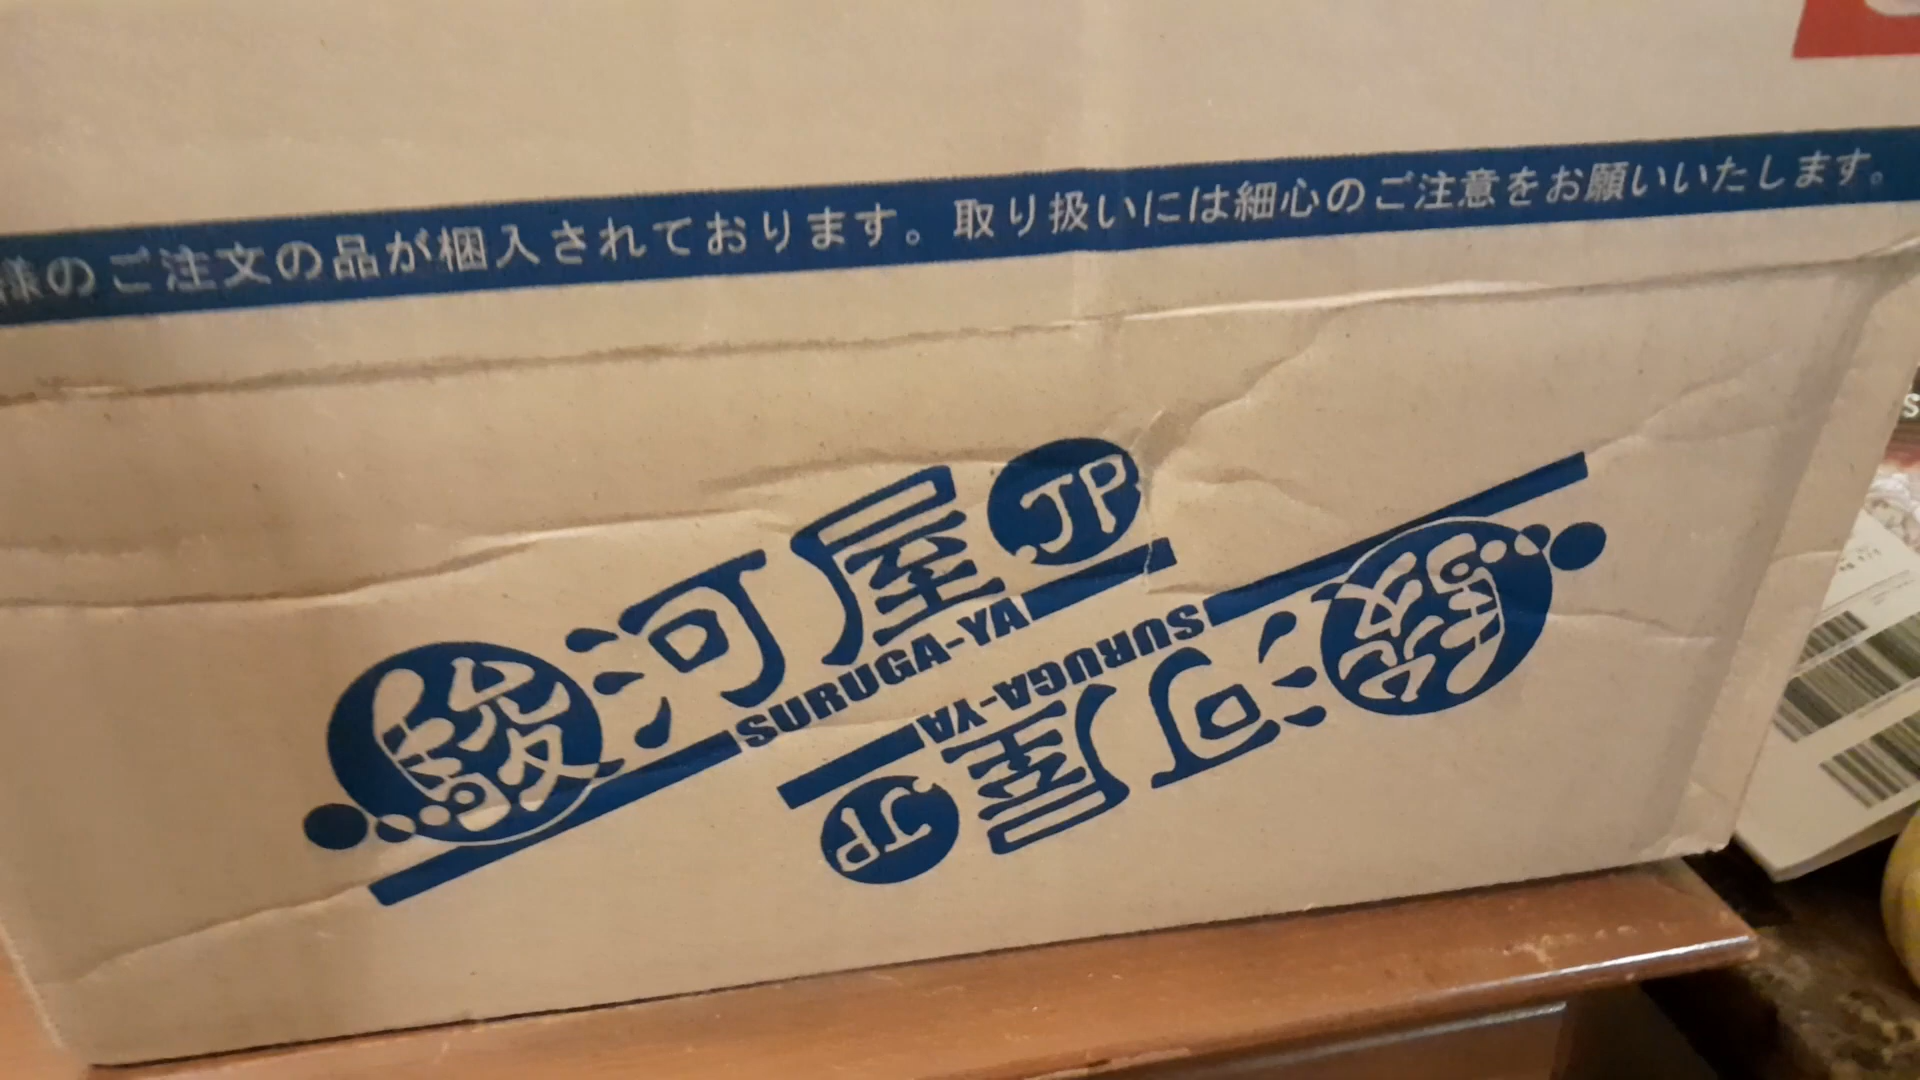 様のご注文の品が梱入されております。取り扱いには細心のご注意をお願いいたします。
駿河屋 JP
SURUGA-YA
SURUGA-YA
駿河屋 JP